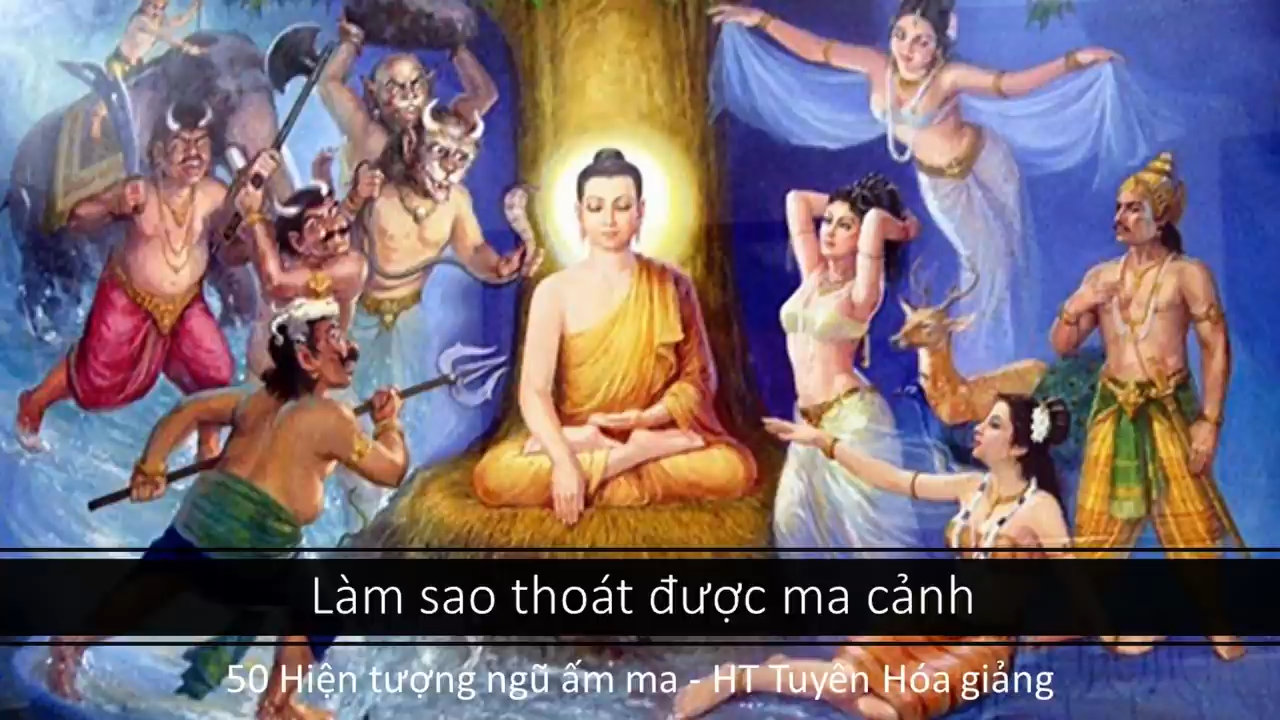 Làm sao thoát được ma cảnh
50 Hiện tượng ngũ ấm ma - HT Tuyên Hóa giảng